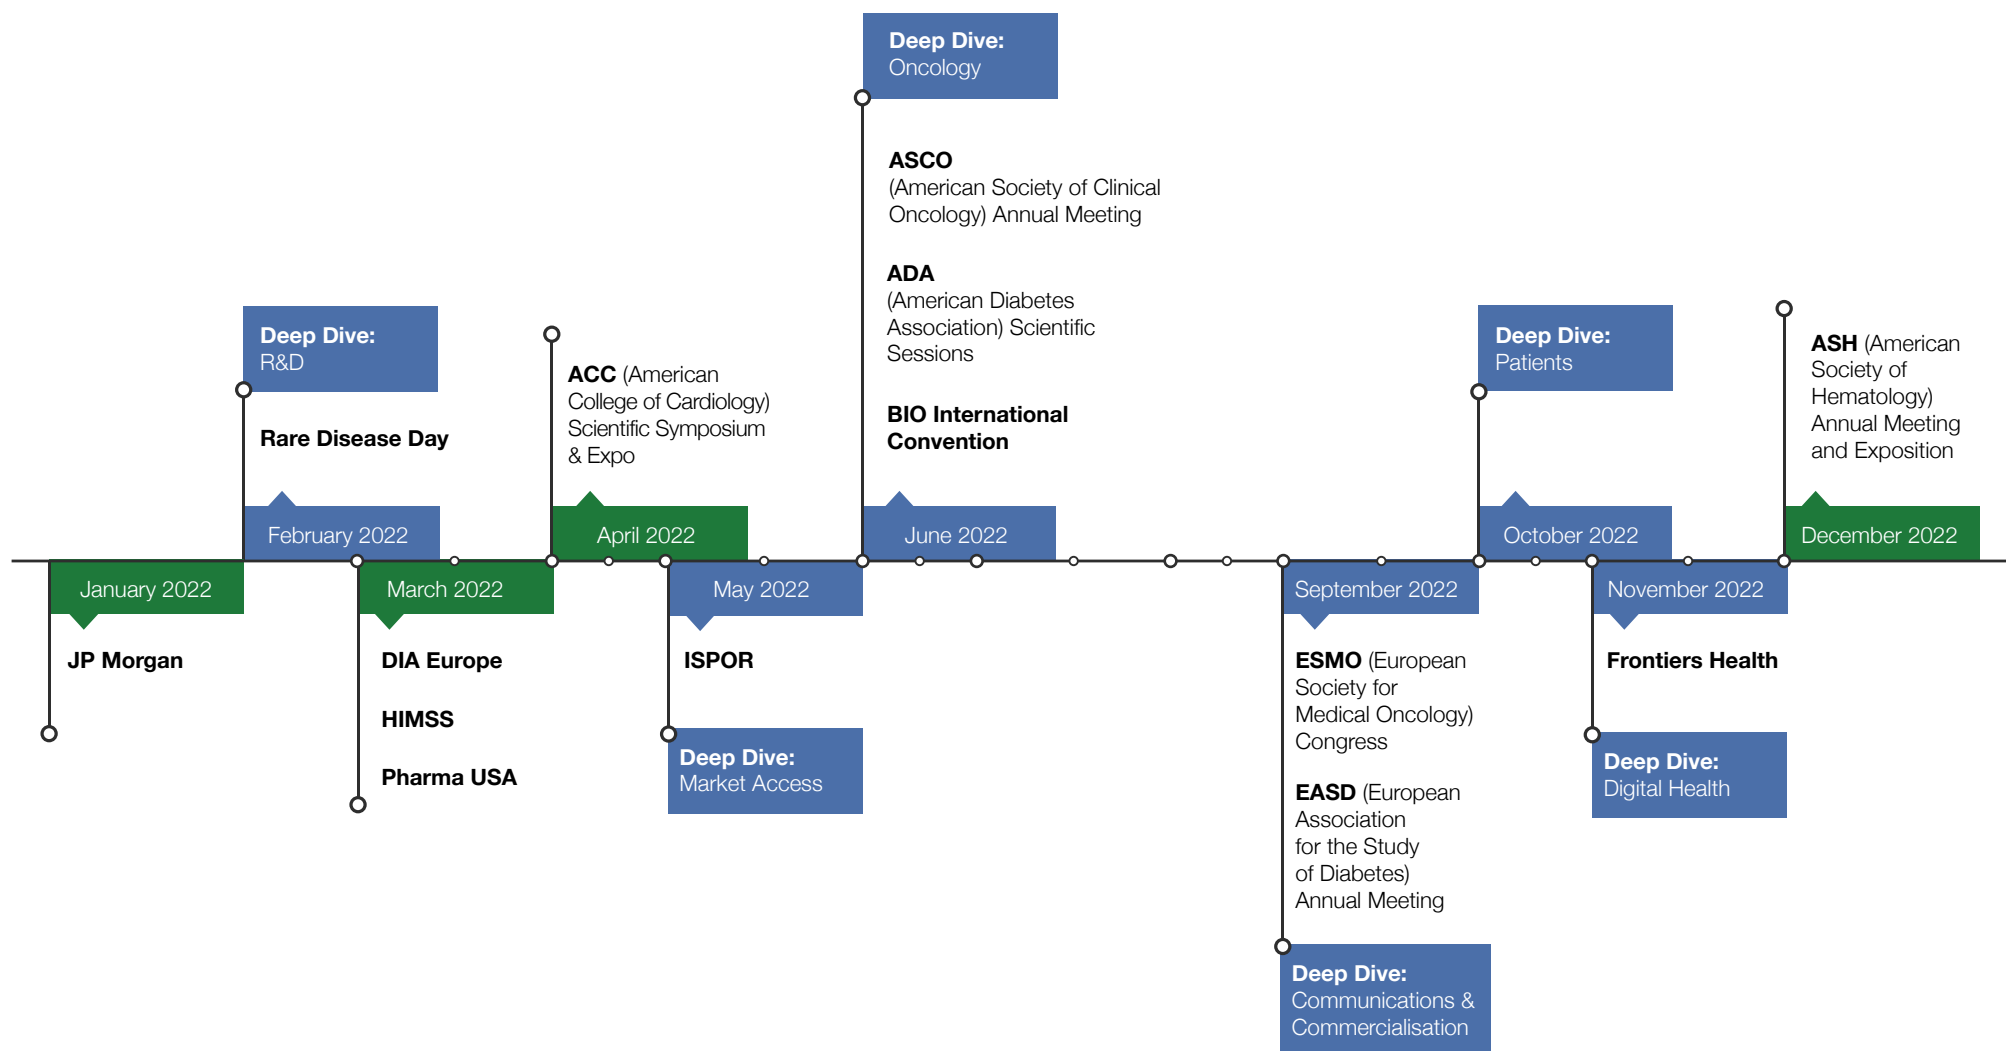 Deep Dive:
Oncology
ASCO
(American Society of Clinical
Oncology) Annual Meeting
ADA
(American Diabetes
Association) Scientific
Sessions
BIO International
Convention
Deep Dive:
R&D
Rare Disease Day
ACC (American
College of Cardiology)
Scientific Symposium
& Expo
Deep Dive:
Patients
ASH (American
Society of
Hematology)
Annual Meeting
and Exposition
February 2022
April 2022
June 2022
October 2022
December 2022
January 2022
March 2022
May 2022
September 2022
November 2022
JP Morgan
DIA Europe
HIMSS
Pharma USA
ISPOR
Deep Dive:
Market Access
ESMO (European
Society for
Medical Oncology)
Congress
EASD (European
Association
for the Study
of Diabetes)
Annual Meeting
Deep Dive:
Communications &
Commercialisation
Frontiers Health
Deep Dive:
Digital Health